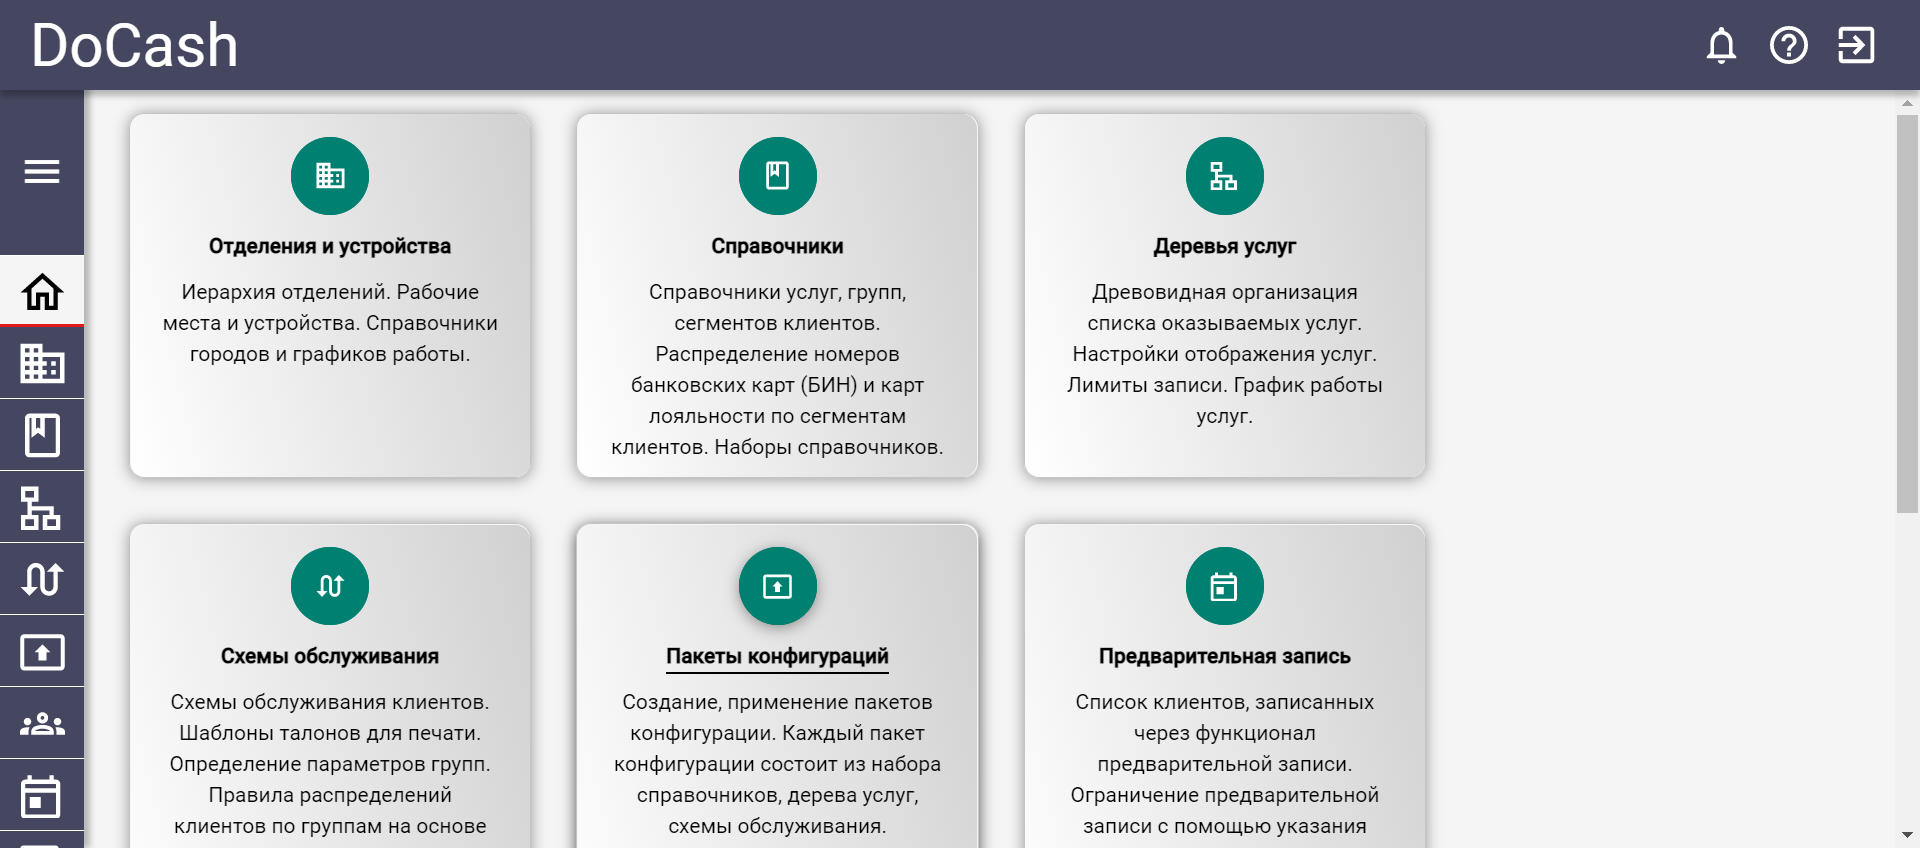 DoCash
Отделения и устройства
Иерархия отделений. Рабочие
места и устройства. Справочники
городов и графиков работы.
Справочники
Справочники услуг, групп,
сегментов клиентов.
Распределение номеров
банковских карт (БИН) и карт
лояльности по сегментам
клиентов. Наборы справочников.
Деревья услуг
Древовидная организация
списка оказываемых услуг.
Настройки отображения услуг.
Лимиты записи. График работы
услуг.
Схемы обслуживания
Схемы обслуживания клиентов.
Шаблоны талонов для печати.
Определение параметров групп.
Правила распределений
клиентов по группам на основе
Пакеты конфигураций
Создание, применение пакетов
конфигурации. Каждый пакет
конфигурации состоит из набора
справочников, дерева услуг,
схемы обслуживания.
Предварительная запись
Список клиентов, записанных
через функционал
предварительной записи.
Ограничение предварительной
записи с помощью указания